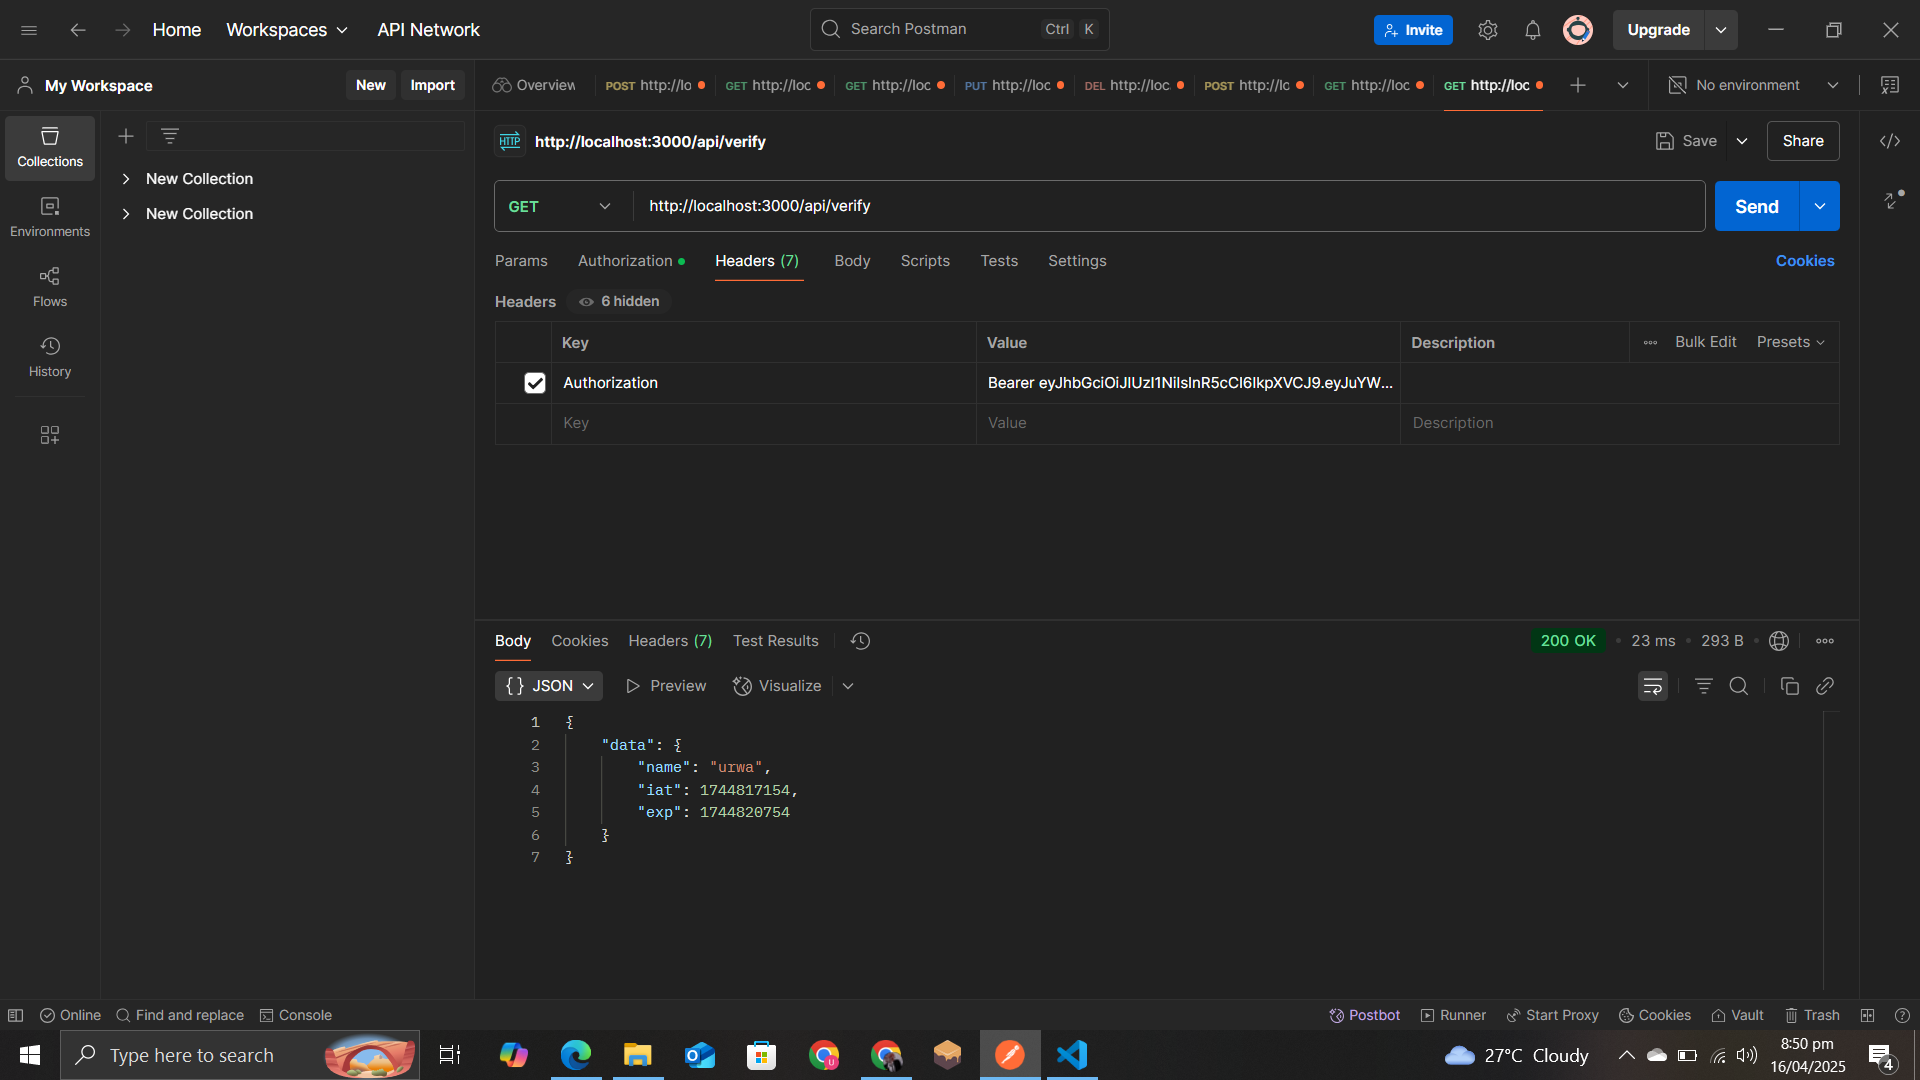 Home Workspaces API Network Search Postman Ctrl K Invite Upgrade
My Workspace New Import Overview POST http://lo GET http://loc GET http://loc PUT http://loc DEL http://loc POST http://lo GET http://loc GET http://loc No environment
Collections
Environments
Flows
History
New Collection
New Collection
HTTP http://localhost:3000/api/verify Save Share
GET http://localhost:3000/api/verify Send
Params Authorization Headers (7) Body Scripts Tests Settings Cookies
Headers 6 hidden
Key Value Description Bulk Edit Presets
Authorization Bearer eyJhbGciOiJIUzI1NiIsInR5cCI6IkpXVCJ9.eyJuYW...
Key Value Description
Body Cookies Headers (7) Test Results 200 OK 23 ms 293 B
{} JSON Preview Visualize
1 {
2 "data": {
3 "name": "urwa",
4 "iat": 1744817154,
5 "exp": 1744820754
6 }
7 }
Online Find and replace Console Postbot Runner Start Proxy Cookies Vault Trash
Type here to search 27°C Cloudy 8:50 pm
16/04/2025 4